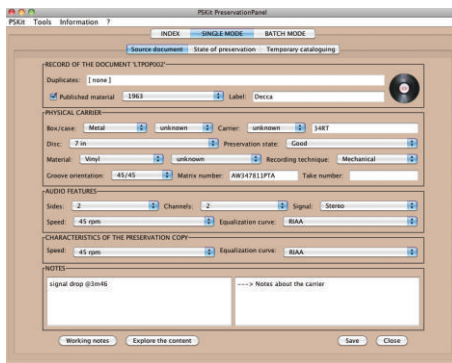 PSKit PreservationPanel
PSKit Tools Information ?
INDEX SINGLE MODE BATCH MODE
Source document State of preservation Temporary cataloguing
RECORD OF THE DOCUMENT 'LTPOP002'
Duplicates: [ none ]
Published material 1963 Label: Decca
PHYSICAL CARRIER
Box/case: Metal unknown Carrier: unknown 34RT
Disc: 7 in Preservation state: Good
Material: Vinyl unknown Recording technique: Mechanical
Groove orientation: 45/45 Matrix number: AW347811PTA Take number:
AUDIO FEATURES
Sides: 2 Channels: 2 Signal: Stereo
Speed: 45 rpm Equalization curve: RIAA
CHARACTERISTICS OF THE PRESERVATION COPY
Speed: 45 rpm Equalization curve: RIAA
NOTES
signal drop @3m46 ---> Notes about the carrier
Working notes Explore the content Save Close